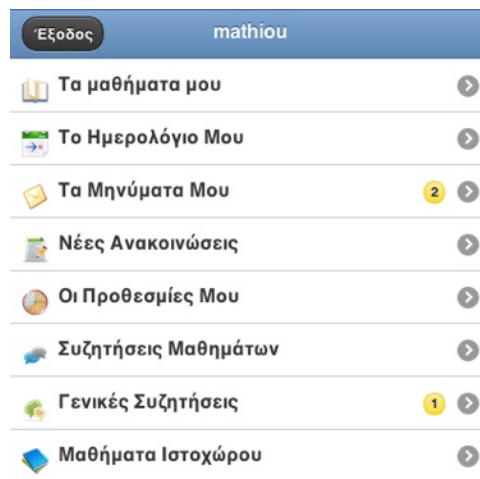 Έξοδος mathiou
Τα μαθήματα μου
Το Ημερολόγιο Μου
Τα Μηνύματα Μου 2
Νέες Ανακοινώσεις
Οι Προθεσμίες Μου
Συζητήσεις Μαθημάτων
Γενικές Συζητήσεις 1
Μαθήματα Ιστοχώρου